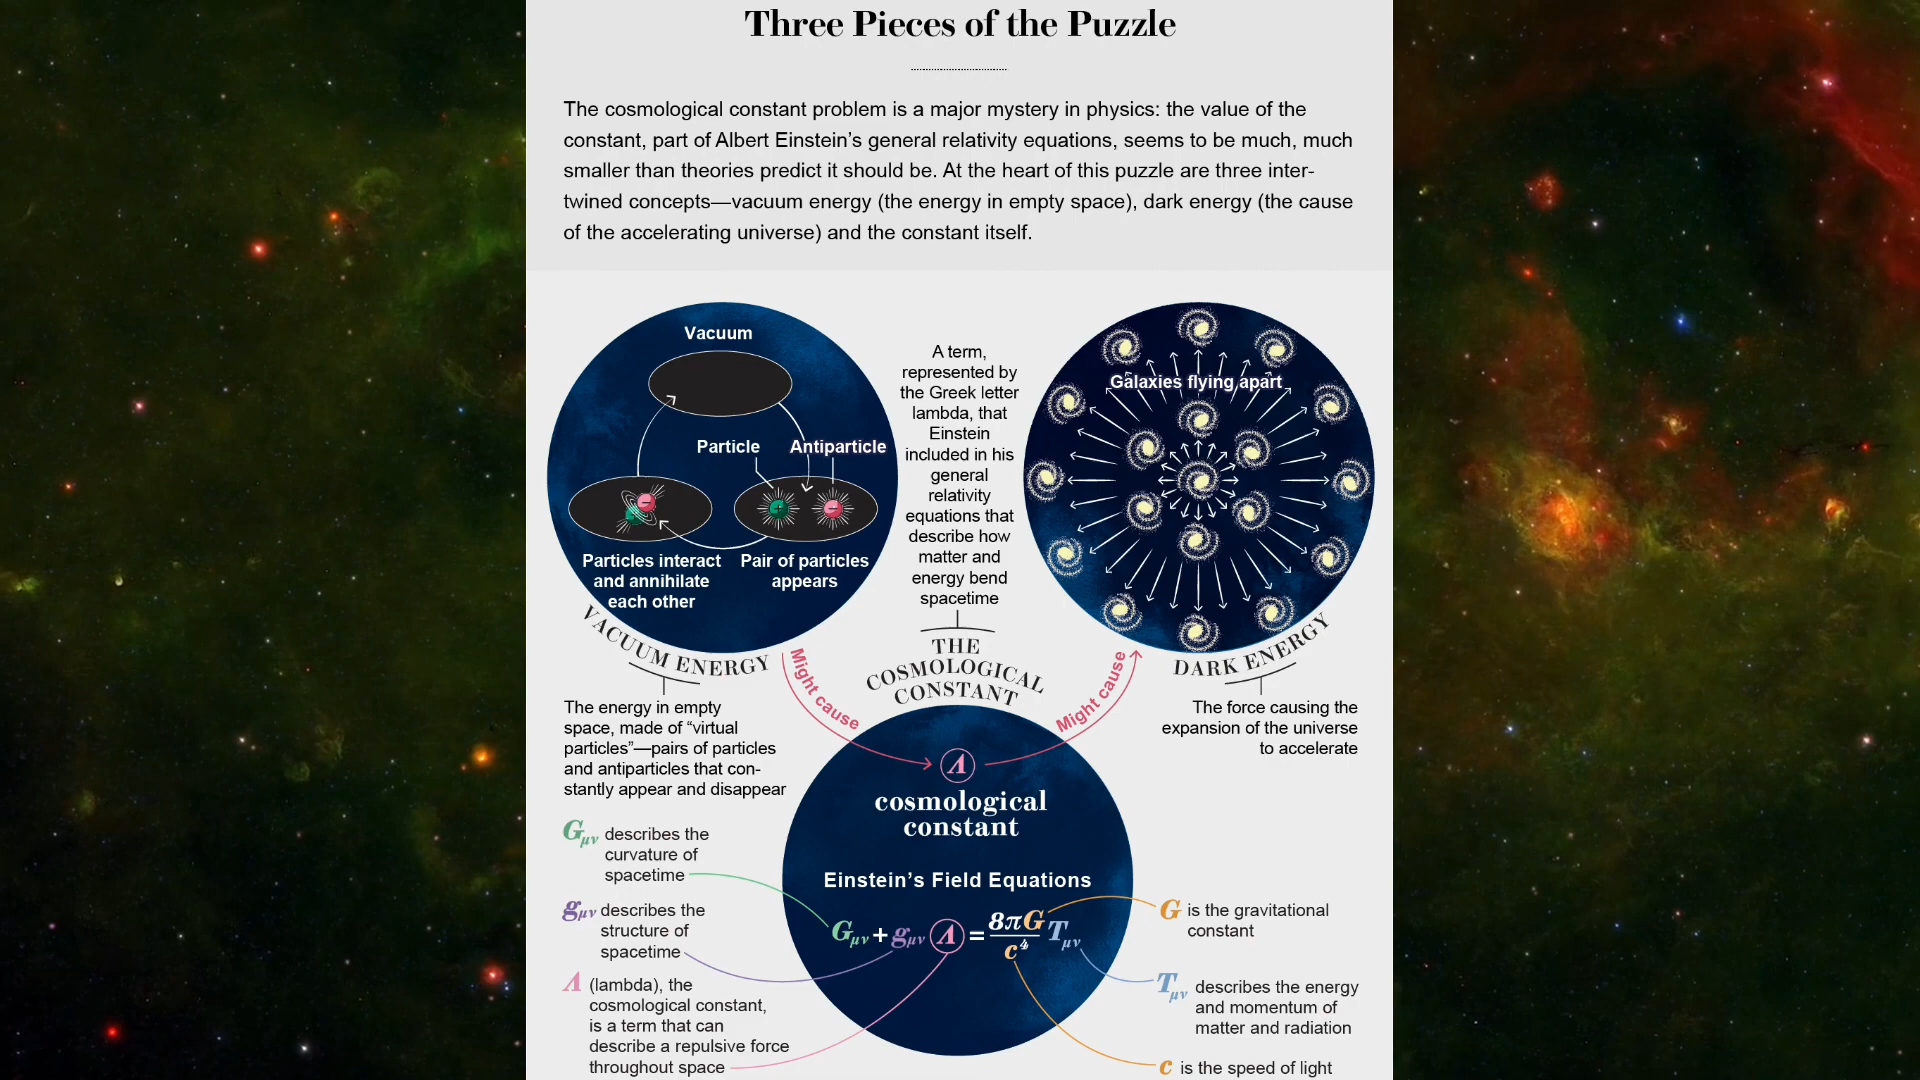 Three Pieces of the Puzzle
The cosmological constant problem is a major mystery in physics: the value of the
constant, part of Albert Einstein’s general relativity equations, seems to be much, much
smaller than theories predict it should be. At the heart of this puzzle are three inter-
twined concepts—vacuum energy (the energy in empty space), dark energy (the cause
of the accelerating universe) and the constant itself.
Vacuum
Particle
Antiparticle
+
−
−
Particles interact
and annihilate
each other
Pair of particles
appears
VACUUM ENERGY
The energy in empty
space, made of “virtual
particles”—pairs of particles
and antiparticles that con-
stantly appear and disappear
A term,
represented by
the Greek letter
lambda, that
Einstein
included in his
general
relativity
equations that
describe how
matter and
energy bend
spacetime
THE
COSMOLOGICAL
CONSTANT
Galaxies flying apart
DARK ENERGY
The force causing the
expansion of the universe
to accelerate
Might cause
Might cause
Λ
cosmological
constant
Einstein’s Field Equations
Gμν + gμν Λ = 8πG/c⁴ Tμν
Gμν describes the
curvature of
spacetime
gμν describes the
structure of
spacetime
Λ (lambda), the
cosmological constant,
is a term that can
describe a repulsive force
throughout space
G is the gravitational
constant
Tμν describes the energy
and momentum of
matter and radiation
c is the speed of light